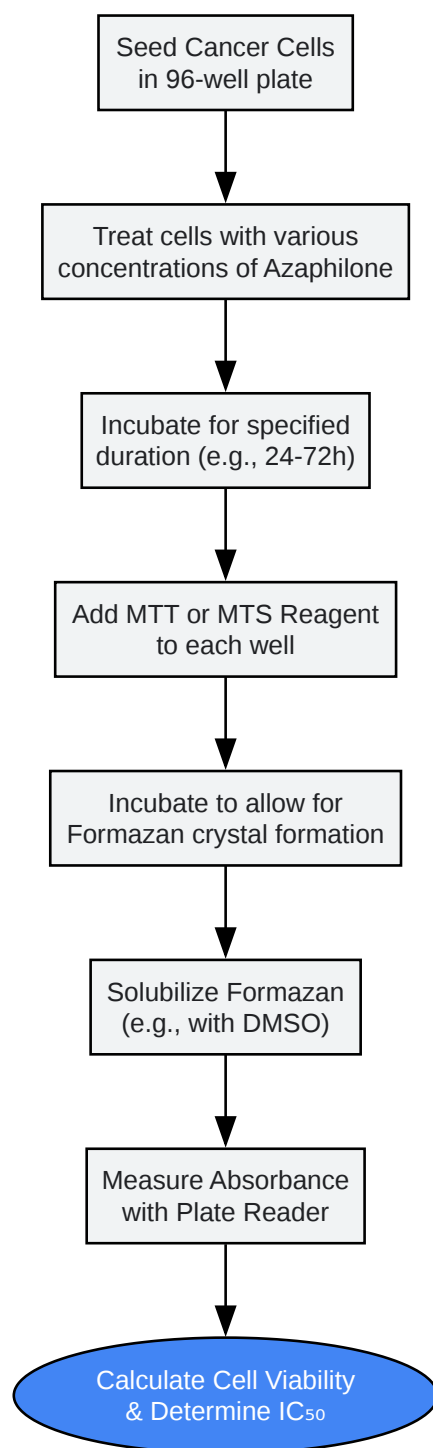 Seed Cancer Cells
in 96-well plate
Treat cells with various
concentrations of Azaphilone
Incubate for specified
duration (e.g., 24-72h)
Add MTT or MTS Reagent
to each well
Incubate to allow for
Formazan crystal formation
Solubilize Formazan
(e.g., with DMSO)
Measure Absorbance
with Plate Reader
Calculate Cell Viability
& Determine IC₅₀